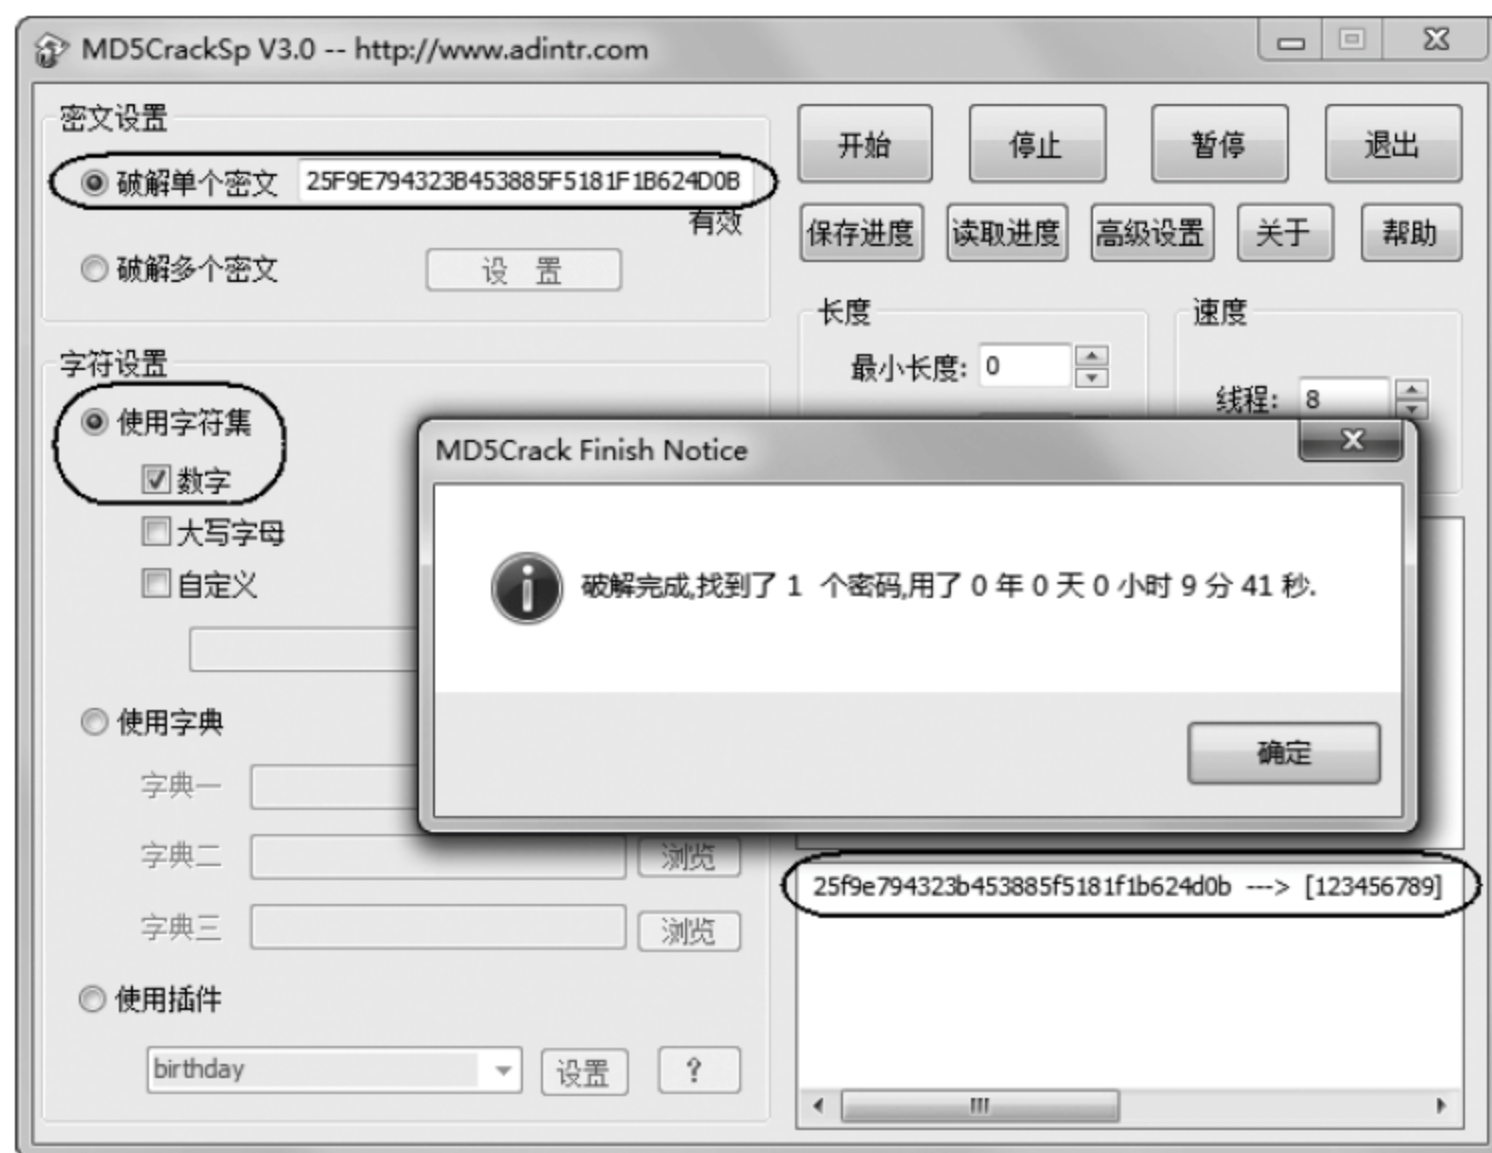 MD5CrackSp V3.0 -- http://www.adintr.com
密文设置
破解单个密文 25F9E794323B453885F5181F1B624D0B
有效
破解多个密文 设 置
开始 停止 暂停 退出
保存进度 读取进度 高级设置 关于 帮助
长度
最小长度: 0
速度
线程: 8
字符设置
使用字符集
数字
大写字母
自定义
MD5Crack Finish Notice
破解完成,找到了 1 个密码,用了 0 年 0 天 0 小时 9 分 41 秒.
确定
使用字典
字典一
字典二 浏览
字典三 浏览
使用插件
birthday 设置 ?
25f9e794323b453885f5181f1b624d0b ---> [123456789]